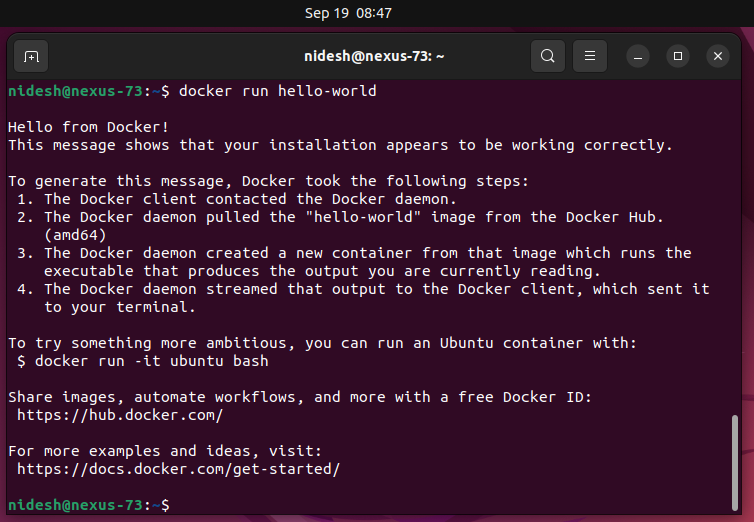 Sep 19 08:47
nidesh@nexus-73: ~
nidesh@nexus-73:~$ docker run hello-world
Hello from Docker!
This message shows that your installation appears to be working correctly.
To generate this message, Docker took the following steps:
1. The Docker client contacted the Docker daemon.
2. The Docker daemon pulled the "hello-world" image from the Docker Hub.
(amd64)
3. The Docker daemon created a new container from that image which runs the
executable that produces the output you are currently reading.
4. The Docker daemon streamed that output to the Docker client, which sent it
to your terminal.
To try something more ambitious, you can run an Ubuntu container with:
$ docker run -it ubuntu bash
Share images, automate workflows, and more with a free Docker ID:
https://hub.docker.com/
For more examples and ideas, visit:
https://docs.docker.com/get-started/
nidesh@nexus-73:~$